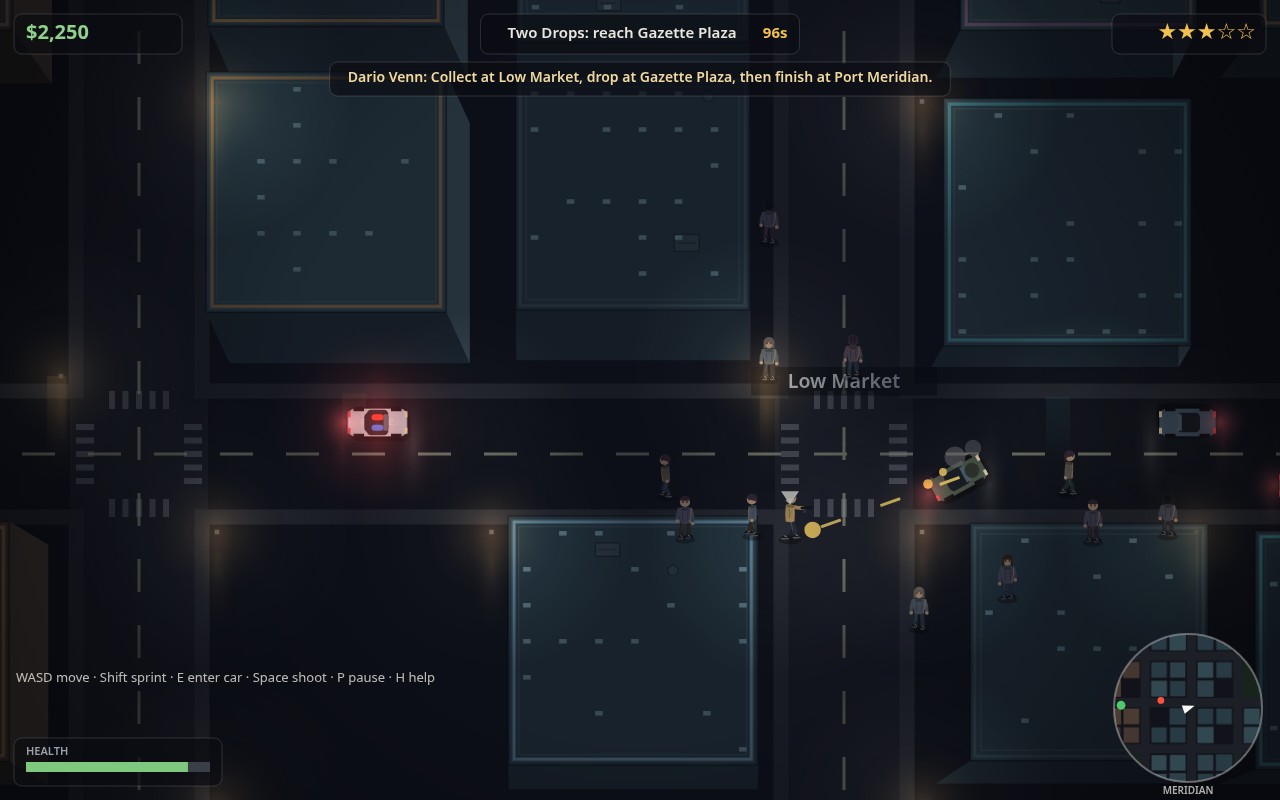 $2,250
Two Drops: reach Gazette Plaza 96s
★★★☆☆
Dario Venn: Collect at Low Market, drop at Gazette Plaza, then finish at Port Meridian.
Low Market
WASD move · Shift sprint · E enter car · Space shoot · P pause · H help
HEALTH
MERIDIAN